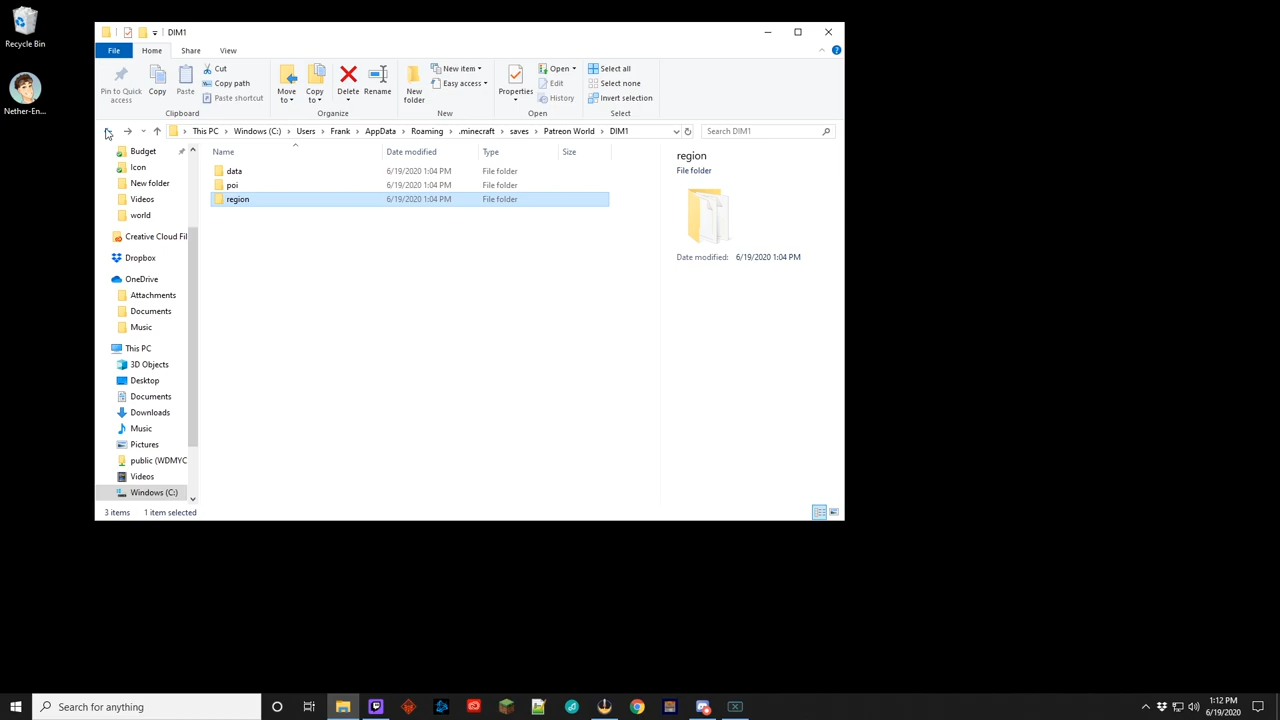 Recycle Bin
Nether-En...
DIM1
File Home Share View
Pin to Quick access
Copy
Paste
Cut
Copy path
Paste shortcut
Clipboard
Move to
Copy to
Delete
Rename
Organize
New folder
New item
Easy access
New
Properties
Open
Edit
History
Open
Select all
Select none
Invert selection
Select
This PC Windows (C:) Users Frank AppData Roaming .minecraft saves Patreon World DIM1
Search DIM1
Budget
Icon
New folder
Videos
world
Creative Cloud Fil
Dropbox
OneDrive
Attachments
Documents
Music
This PC
3D Objects
Desktop
Documents
Downloads
Music
Pictures
public (WDMYC
Videos
Windows (C:)
Name Date modified Type Size
data 6/19/2020 1:04 PM File folder
poi 6/19/2020 1:04 PM File folder
region 6/19/2020 1:04 PM File folder
region
File folder
Date modified: 6/19/2020 1:04 PM
3 items 1 item selected
Search for anything
1:12 PM
6/19/2020